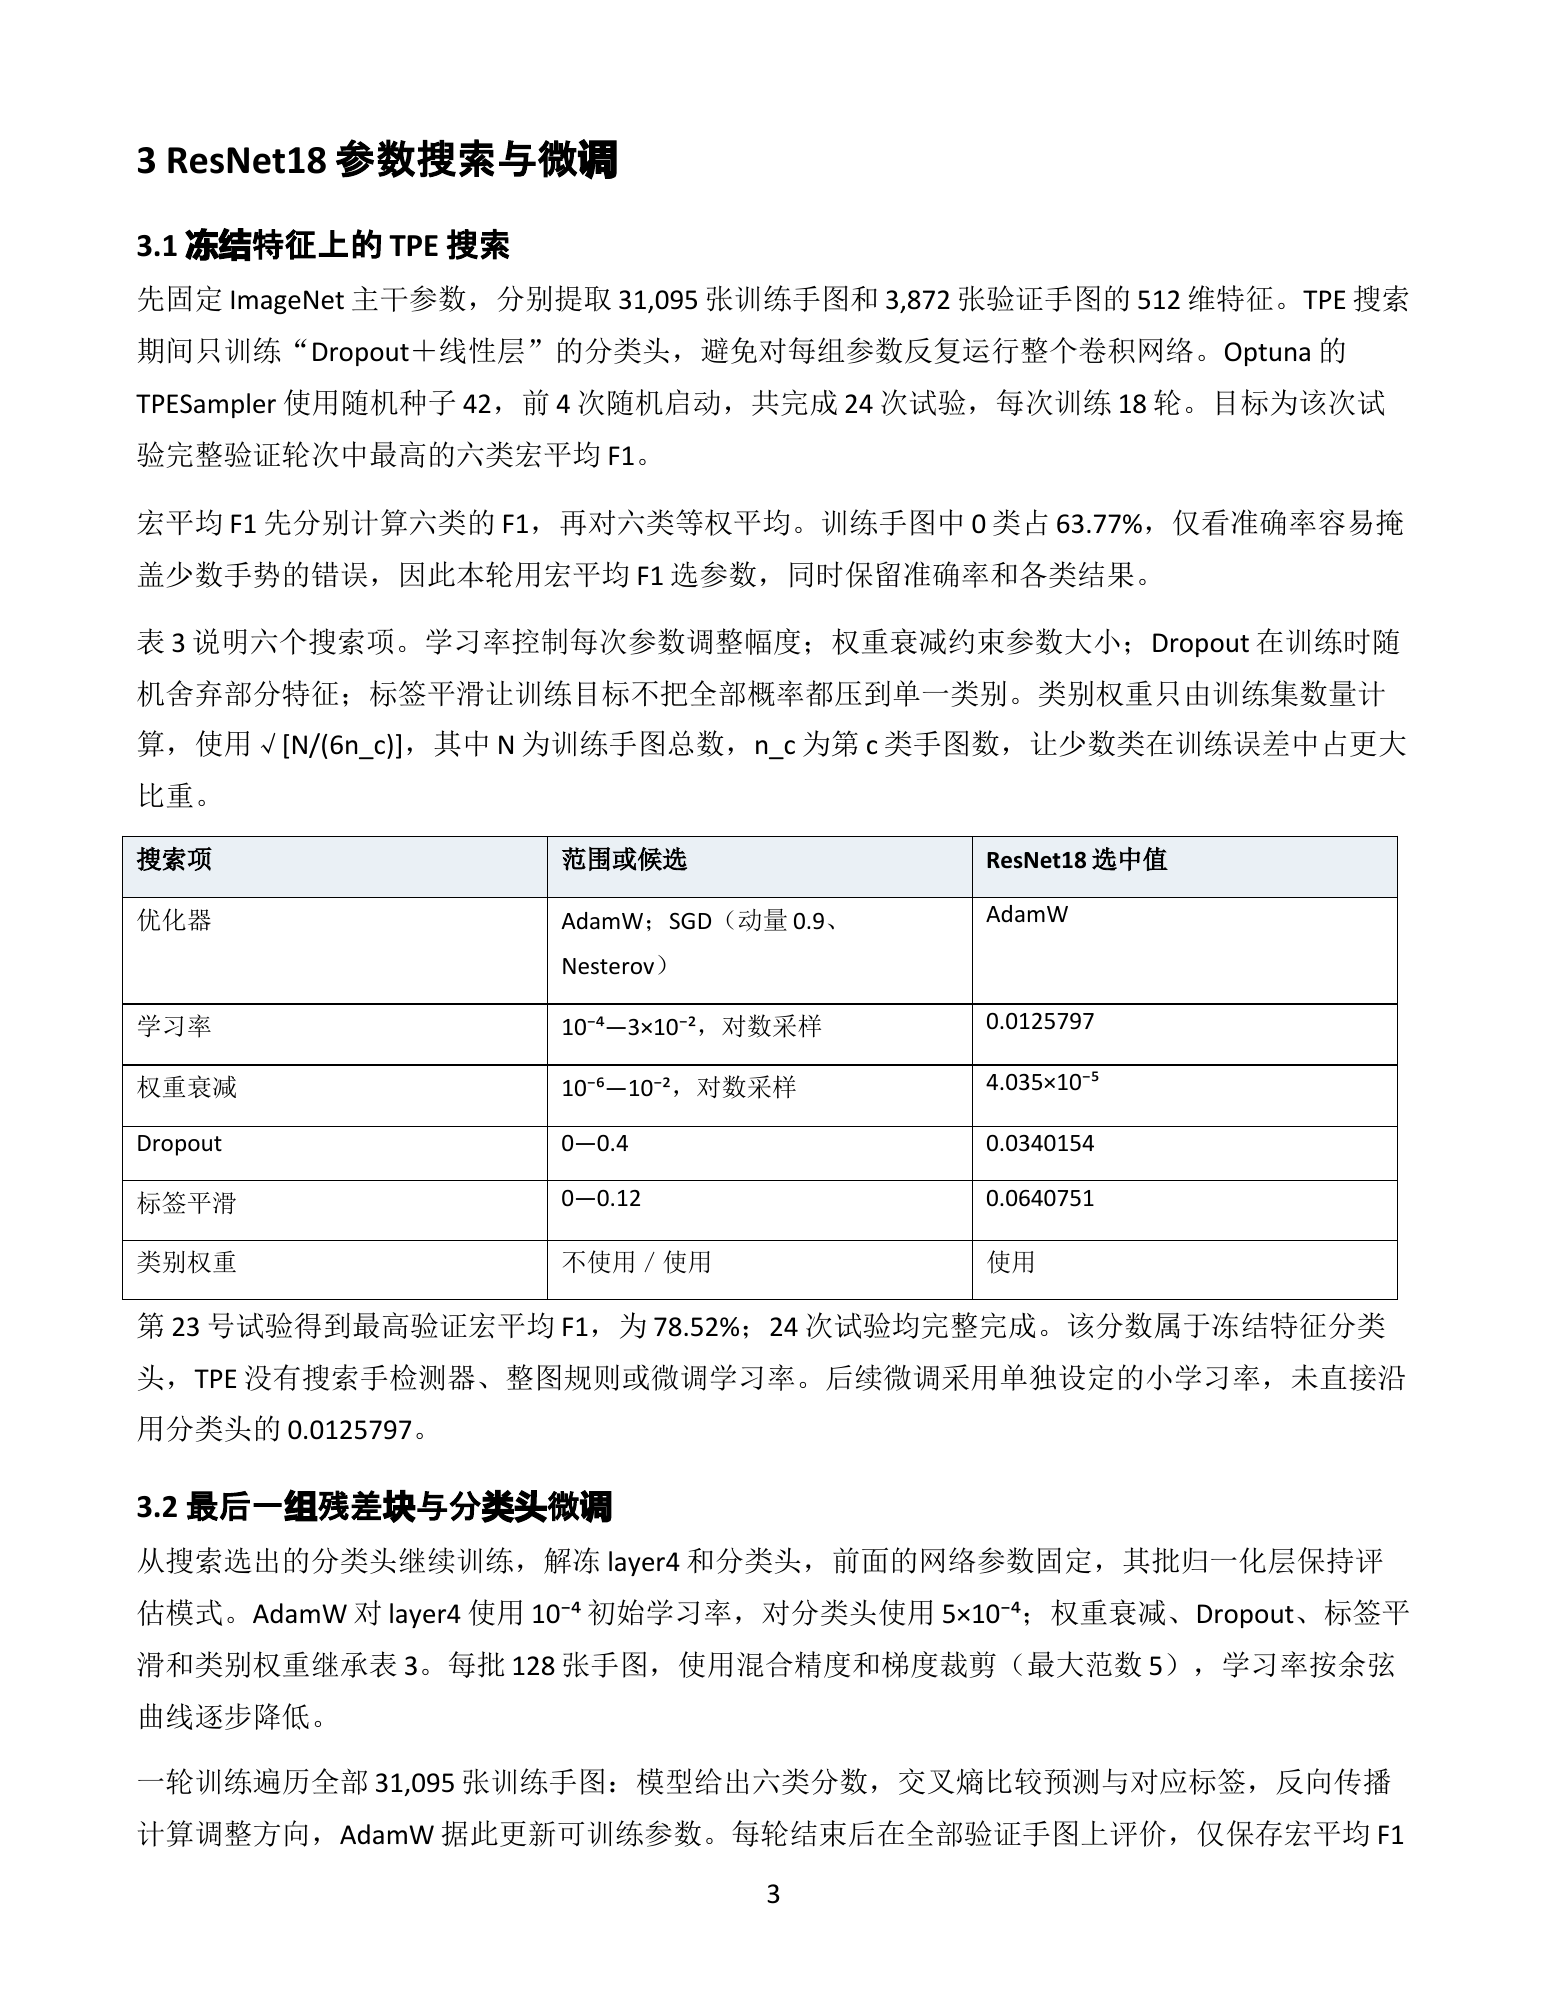 3 ResNet18 参数搜索与微调
3.1 冻结特征上的 TPE 搜索
先固定 ImageNet 主干参数，分别提取 31,095 张训练手图和 3,872 张验证手图的 512 维特征。TPE 搜索
期间只训练“Dropout＋线性层”的分类头，避免对每组参数反复运行整个卷积网络。Optuna 的
TPESampler 使用随机种子 42，前 4 次随机启动，共完成 24 次试验，每次训练 18 轮。目标为该次试
验完整验证轮次中最高的六类宏平均 F1。
宏平均 F1 先分别计算六类的 F1，再对六类等权平均。训练手图中 0 类占 63.77%，仅看准确率容易掩
盖少数手势的错误，因此本轮用宏平均 F1 选参数，同时保留准确率和各类结果。
表 3 说明六个搜索项。学习率控制每次参数调整幅度；权重衰减约束参数大小；Dropout 在训练时随
机舍弃部分特征；标签平滑让训练目标不把全部概率都压到单一类别。类别权重只由训练集数量计
算，使用 √[N/(6n_c)]，其中 N 为训练手图总数，n_c 为第 c 类手图数，让少数类在训练误差中占更大
比重。
搜索项 范围或候选 ResNet18 选中值
优化器 AdamW；SGD（动量 0.9、 AdamW
Nesterov）
学习率 10⁻⁴—3×10⁻²，对数采样 0.0125797
权重衰减 10⁻⁶—10⁻²，对数采样 4.035×10⁻⁵
Dropout 0—0.4 0.0340154
标签平滑 0—0.12 0.0640751
类别权重 不使用 / 使用 使用
第 23 号试验得到最高验证宏平均 F1，为 78.52%；24 次试验均完整完成。该分数属于冻结特征分类
头，TPE 没有搜索手检测器、整图规则或微调学习率。后续微调采用单独设定的小学习率，未直接沿
用分类头的 0.0125797。
3.2 最后一组残差块与分类头微调
从搜索选出的分类头继续训练，解冻 layer4 和分类头，前面的网络参数固定，其批归一化层保持评
估模式。AdamW 对 layer4 使用 10⁻⁴ 初始学习率，对分类头使用 5×10⁻⁴；权重衰减、Dropout、标签平
滑和类别权重继承表 3。每批 128 张手图，使用混合精度和梯度裁剪（最大范数 5），学习率按余弦
曲线逐步降低。
一轮训练遍历全部 31,095 张训练手图：模型给出六类分数，交叉熵比较预测与对应标签，反向传播
计算调整方向，AdamW 据此更新可训练参数。每轮结束后在全部验证手图上评价，仅保存宏平均 F1
3